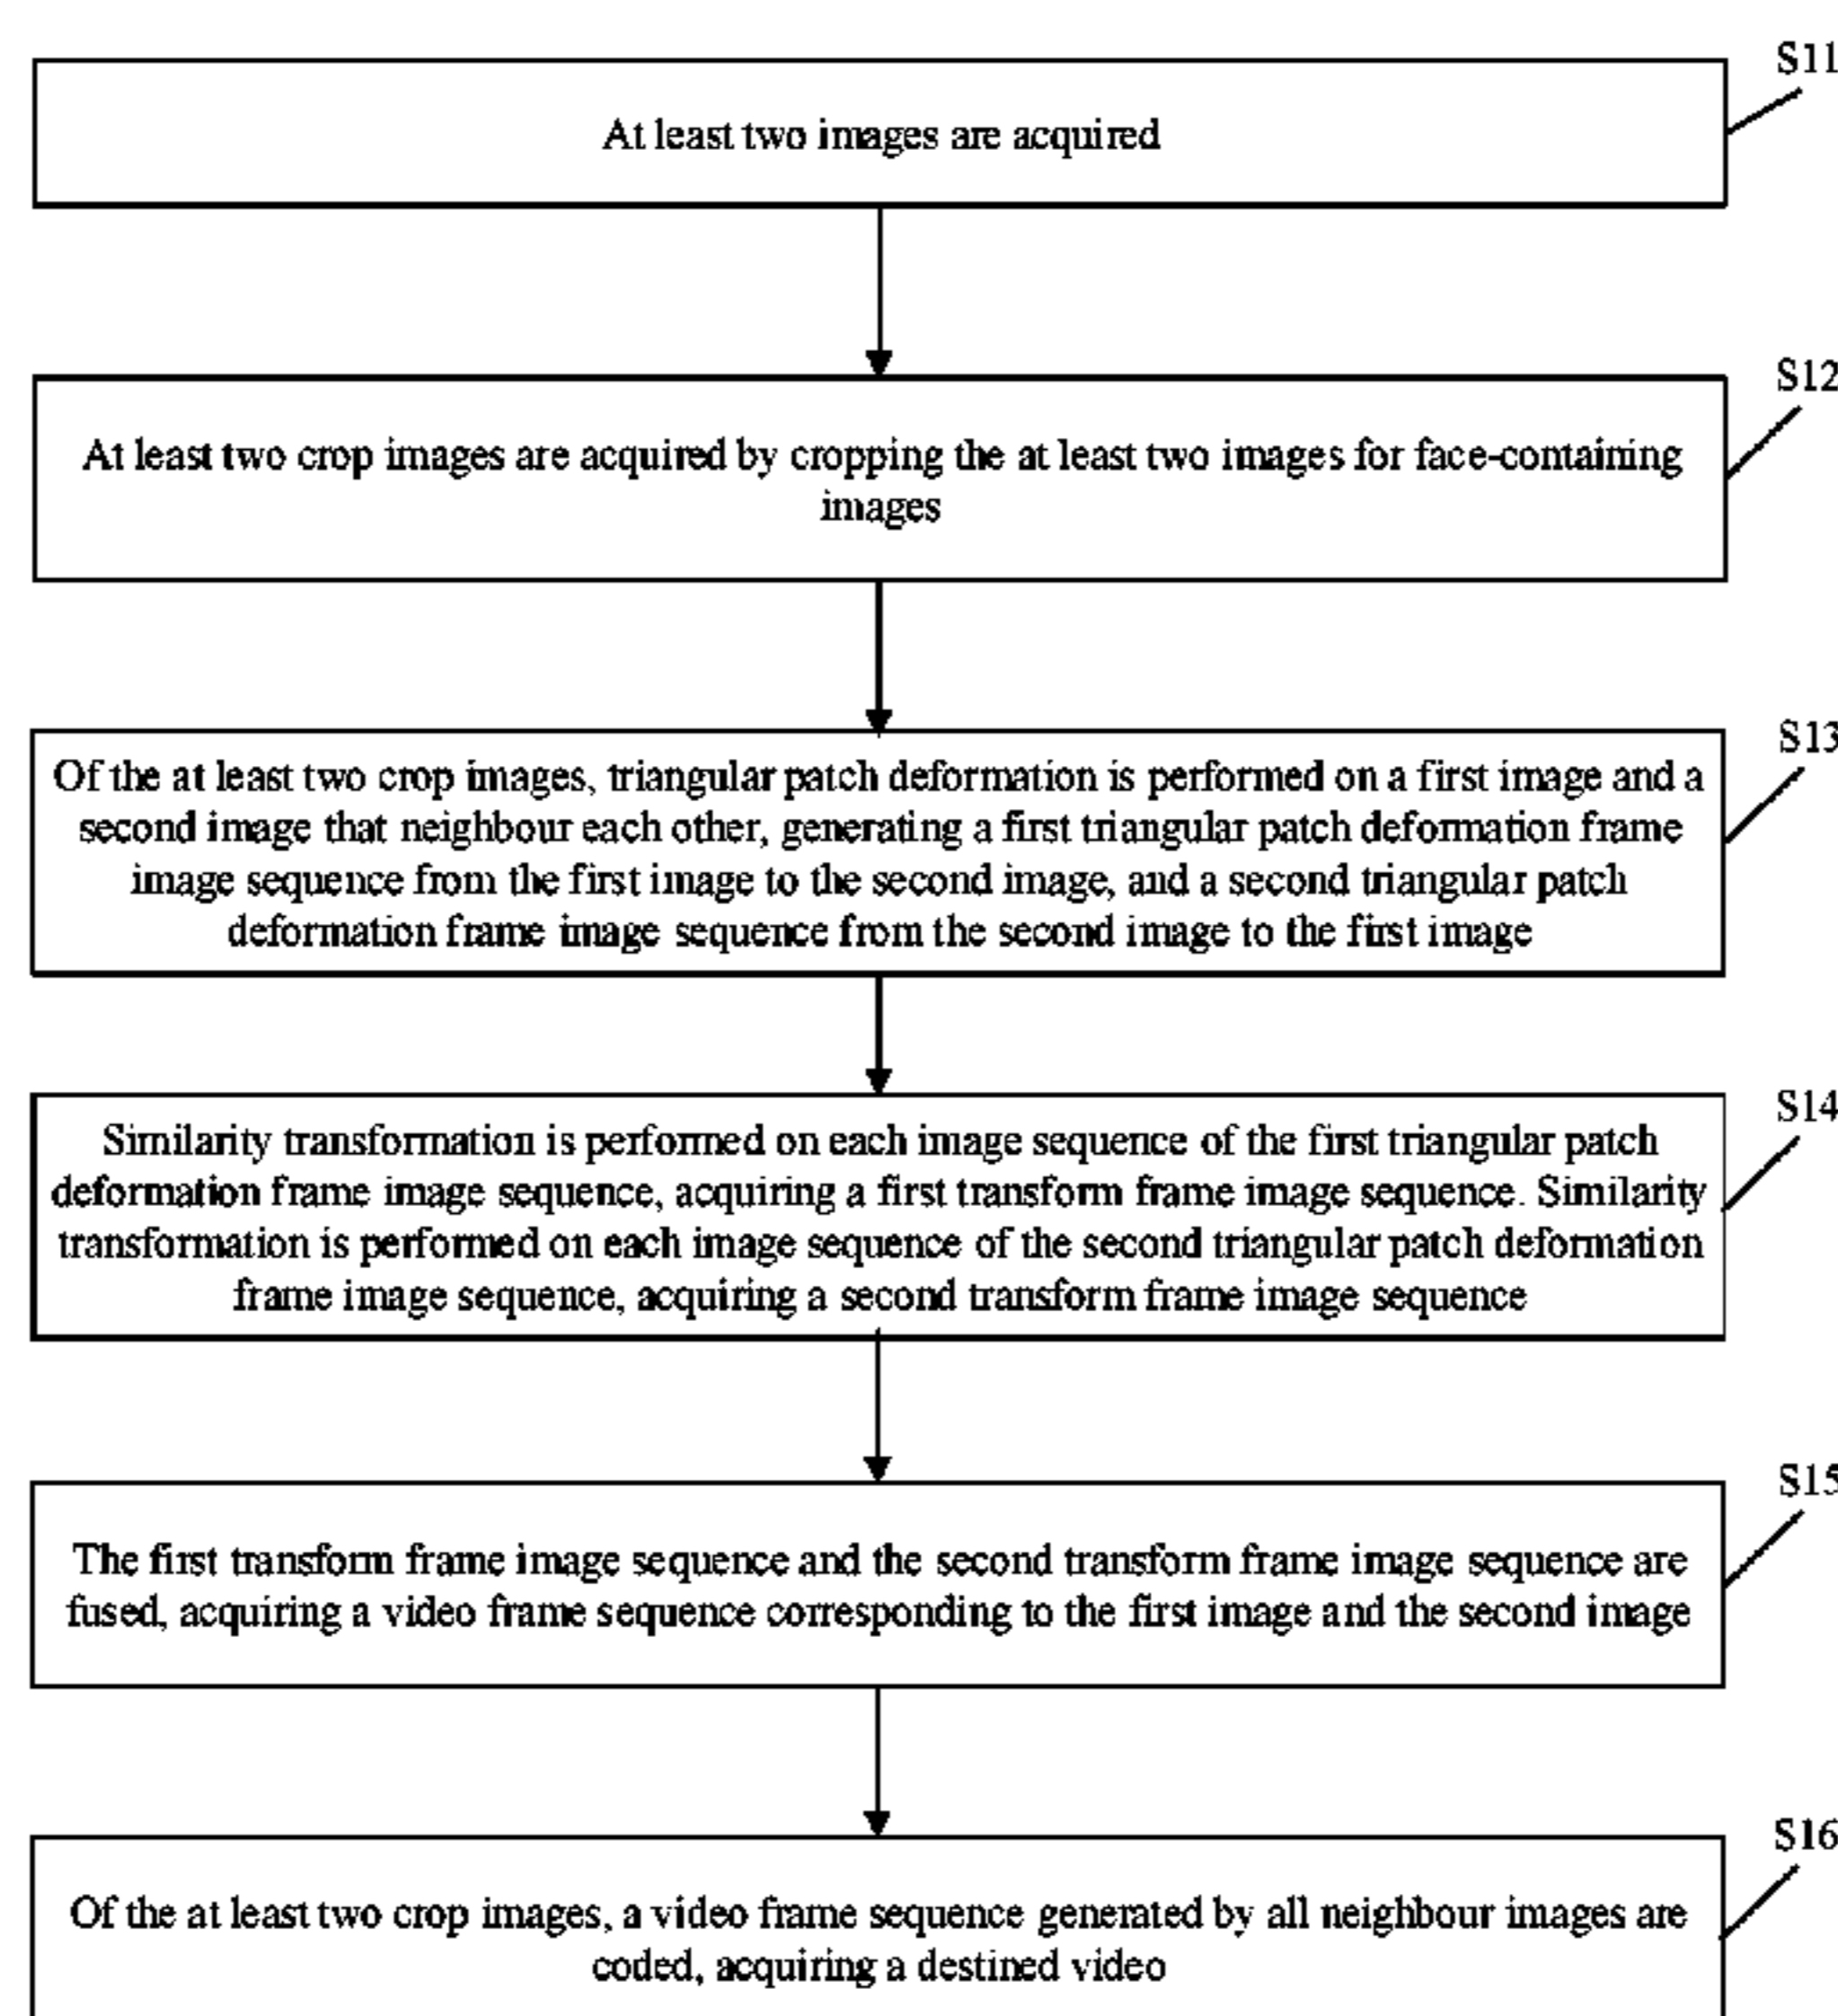 S11
At least two images are acquired
S12
At least two crop images are acquired by cropping the at least two images for face-containing
images
S13
Of the at least two crop images, triangular patch deformation is performed on a first image and a
second image that neighbour each other, generating a first triangular patch deformation frame
image sequence from the first image to the second image, and a second triangular patch
deformation frame image sequence from the second image to the first image
S14
Similarity transformation is performed on each image sequence of the first triangular patch
deformation frame image sequence, acquiring a first transform frame image sequence. Similarity
transformation is performed on each image sequence of the second triangular patch deformation
frame image sequence, acquiring a second transform frame image sequence
S15
The first transform frame image sequence and the second transform frame image sequence are
fused, acquiring a video frame sequence corresponding to the first image and the second image
S16
Of the at least two crop images, a video frame sequence generated by all neighbour images are
coded, acquiring a destined video